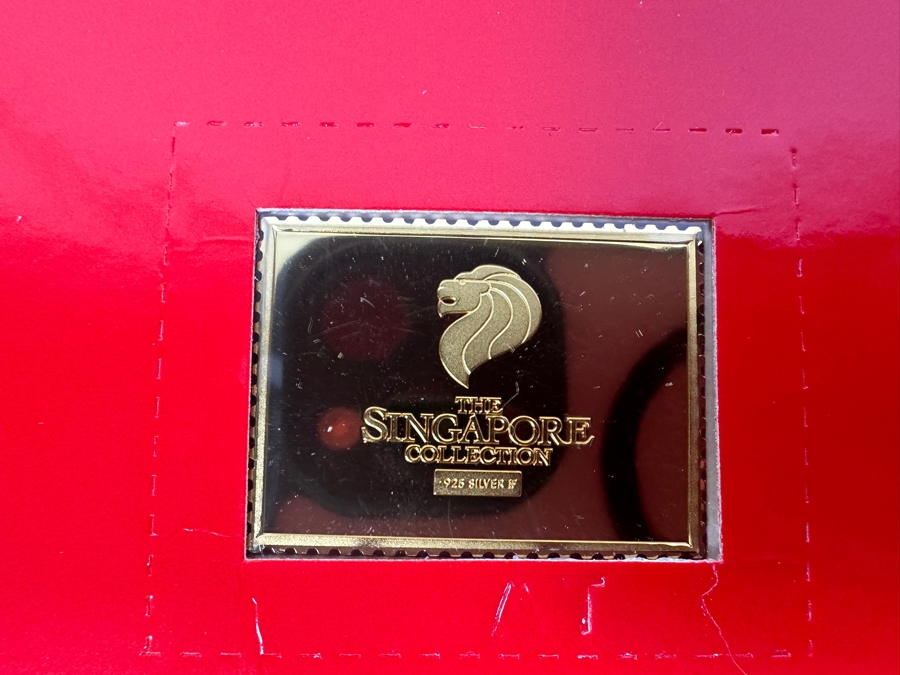 THE
SINGAPORE
COLLECTION
.925 SILVER